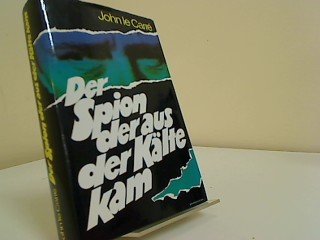 John le Carré
Der
Spion
der aus
der Kälte
kam